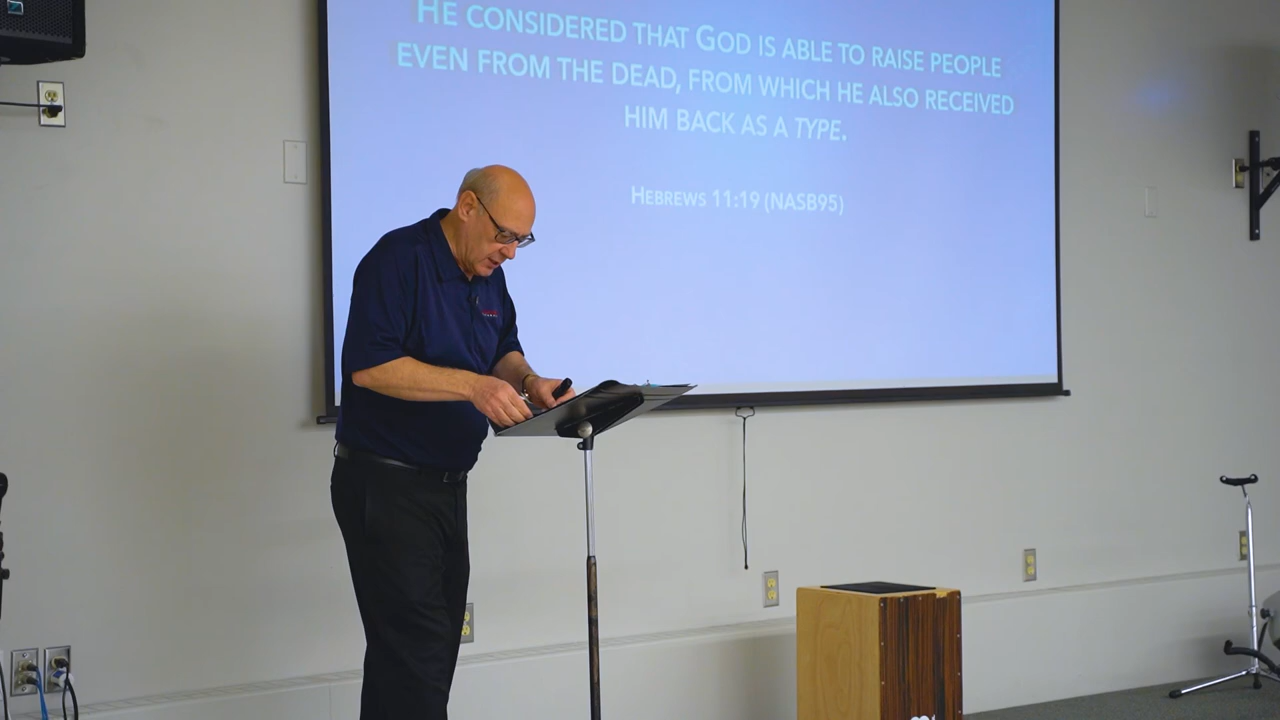 He considered that God is able to raise people
even from the dead, from which he also received
him back as a type.
Hebrews 11:19 (NASB95)